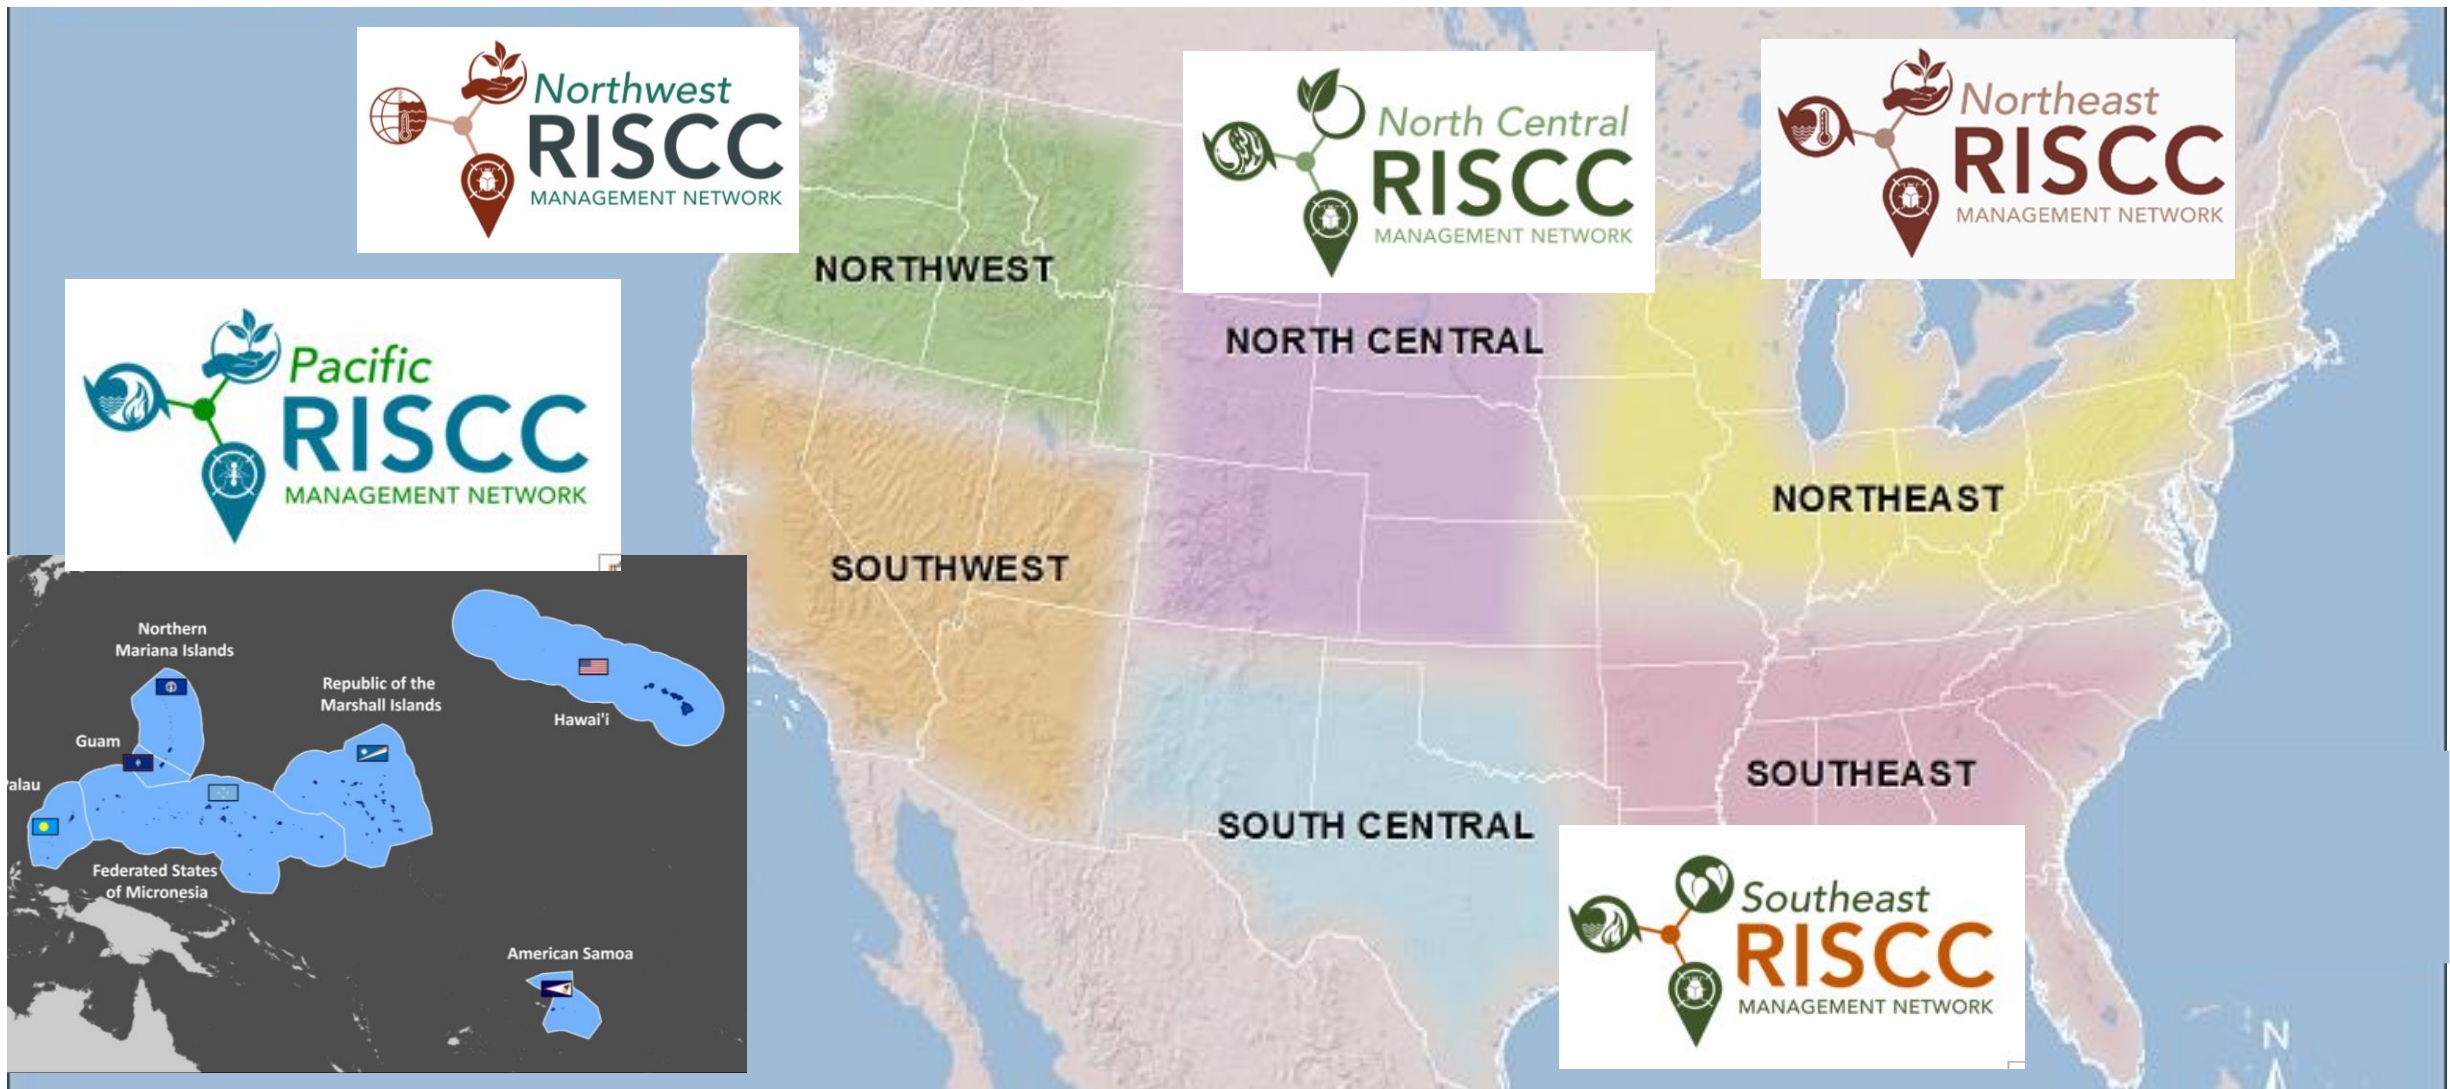 Northwest
RISCC
MANAGEMENT NETWORK
North Central
RISCC
MANAGEMENT NETWORK
Northeast
RISCC
MANAGEMENT NETWORK
Pacific
RISCC
MANAGEMENT NETWORK
NORTHWEST
NORTH CENTRAL
NORTHEAST
SOUTHWEST
SOUTHEAST
SOUTH CENTRAL
Northern
Mariana Islands
Republic of the
Marshall Islands
Hawai'i
Guam
alau
Federated States
of Micronesia
American Samoa
Southeast
RISCC
MANAGEMENT NETWORK
N